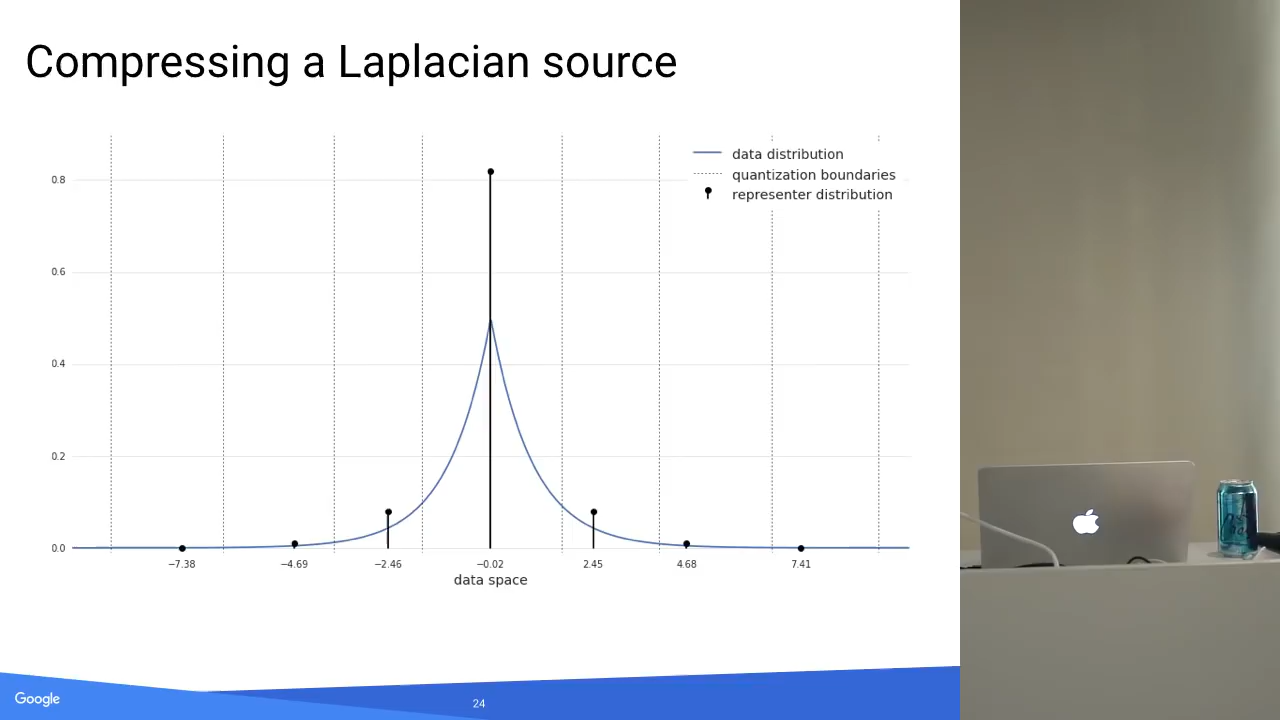 Compressing a Laplacian source
data distribution
quantization boundaries
representer distribution
0.8
0.6
0.4
0.2
0.0
−7.38
−4.69
−2.46
−0.02
2.45
4.68
7.41
data space
Google
24